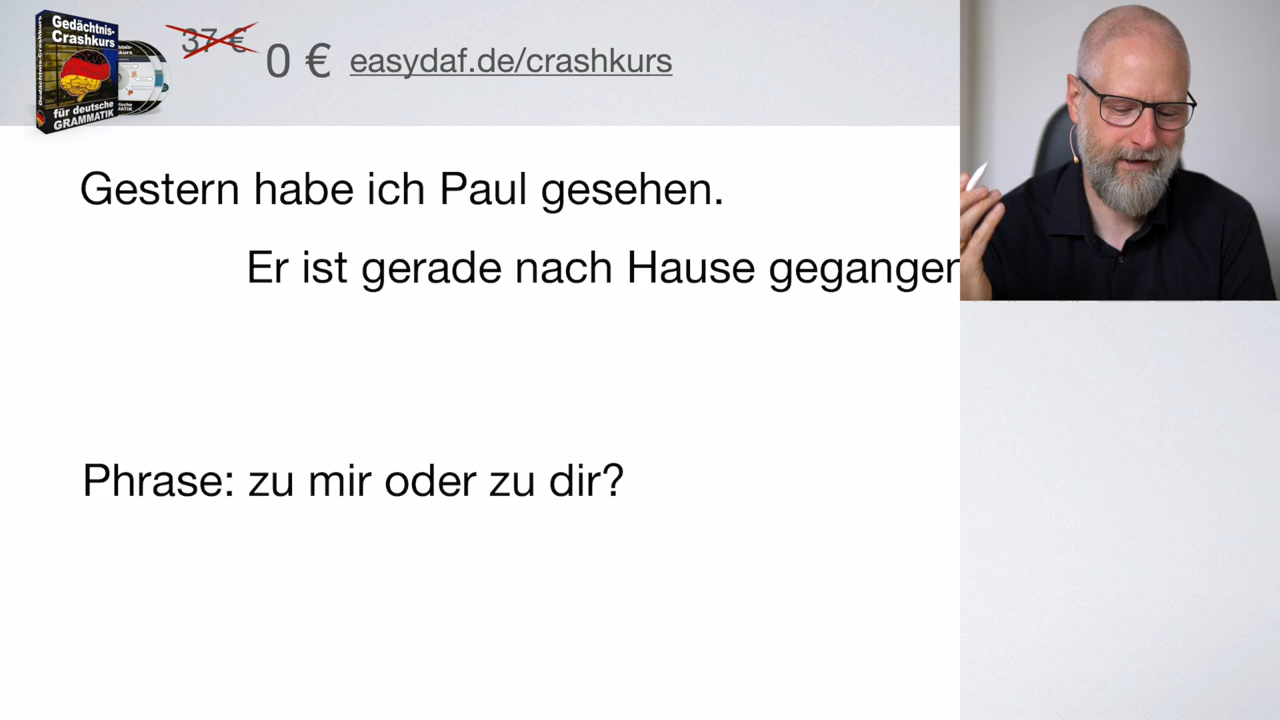 Gedächtnis-
Crashkurs
für deutsche
GRAMMATIK
37 €
0 €
easydaf.de/crashkurs
Gestern habe ich Paul gesehen.
Er ist gerade nach Hause gegangen
Phrase: zu mir oder zu dir?